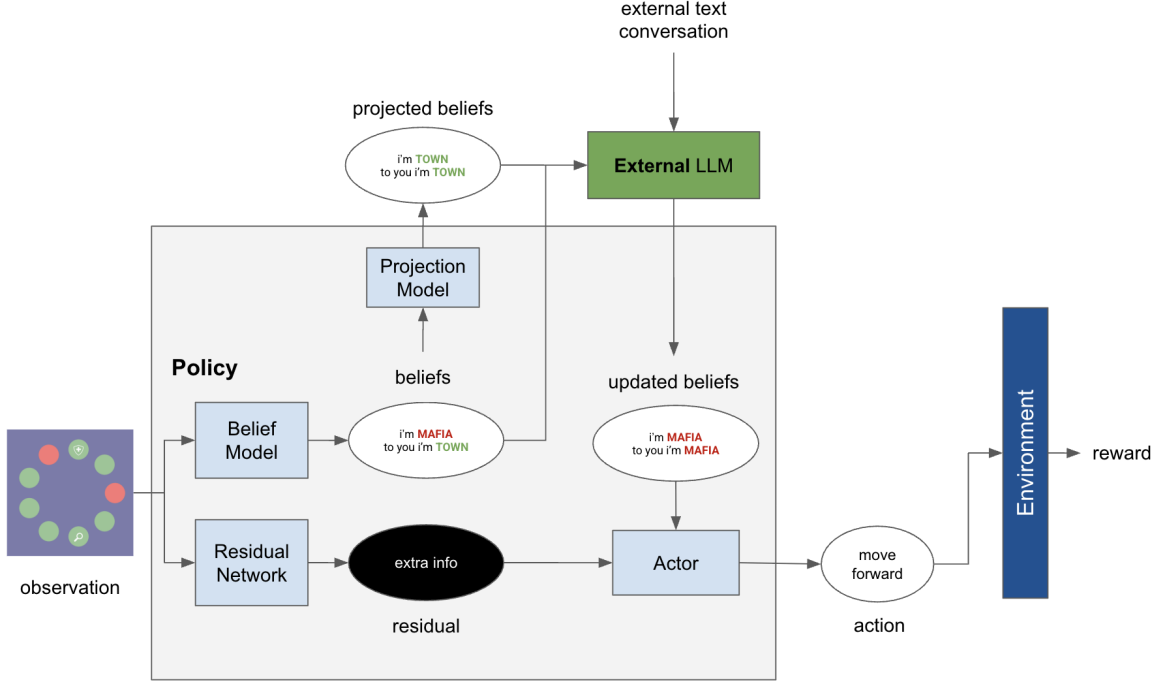 external text
conversation
projected beliefs
i'm TOWN
to you i'm TOWN
External LLM
Projection
Model
Policy
beliefs
updated beliefs
Belief
Model
i'm MAFIA
to you i'm TOWN
i'm MAFIA
to you i'm MAFIA
Environment
reward
observation
Residual
Network
extra info
Actor
move
forward
residual
action